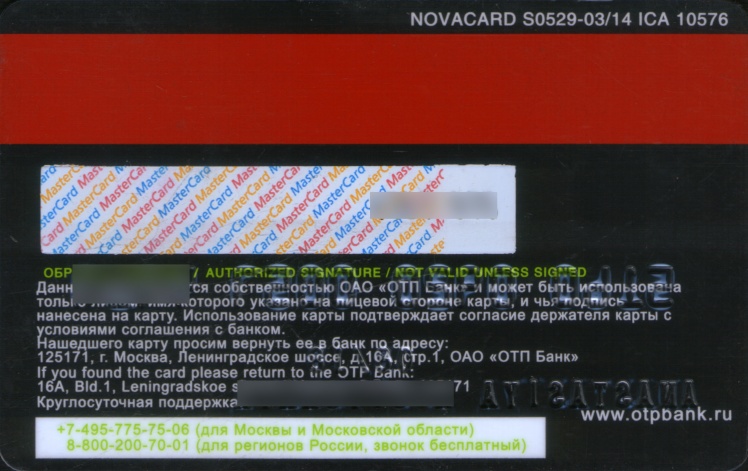 NOVACARD S0529-03/14 ICA 10576
MasterCard MasterCard MasterCard MasterCard
ОБР / AUTHORIZED SIGNATURE / NOT VALID UNLESS SIGNED
собственностью ОАО «ОТП Банк» и может быть использована
только лицом, имя которого указано на лицевой стороне карты, и чья подпись
нанесена на карту. Использование карты подтверждает согласие держателя карты с
условиями соглашения с банком.
Нашедшего карту просим вернуть ее в банк по адресу:
125171, г. Москва, Ленинградское шоссе, д.16А, стр.1, ОАО «ОТП Банк»
If you found the card please return to the OTP Bank:
16A, Bld.1, Leningradskoe 71
Круглосуточная поддержка
www.otpbank.ru
+7-495-775-75-06 (для Москвы и Московской области)
8-800-200-70-01 (для регионов России, звонок бесплатный)